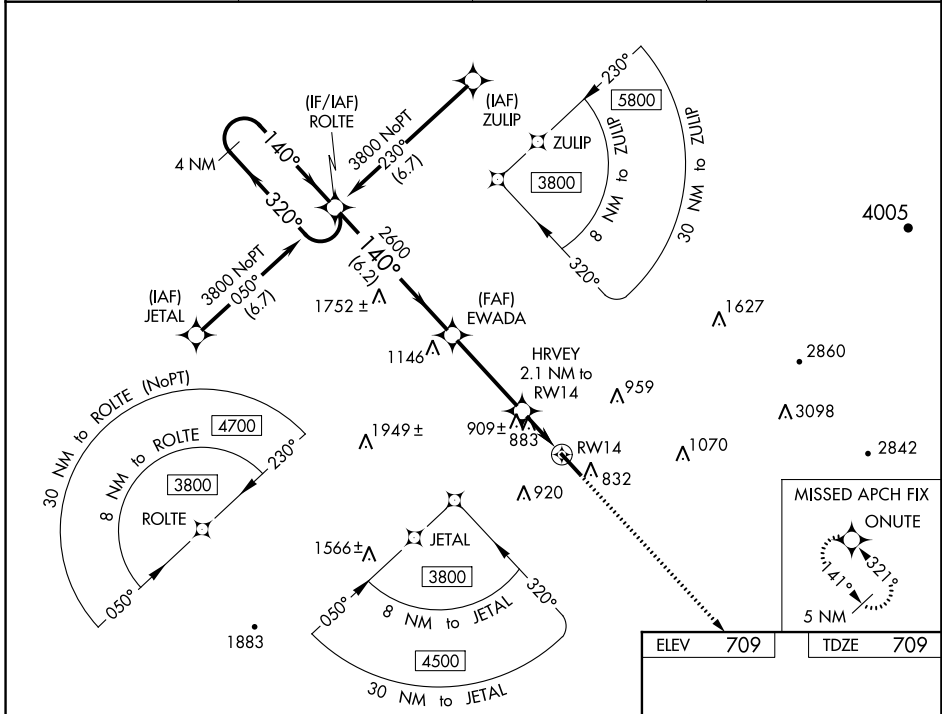 (IAF)
ZULIP
(IF/IAF)
ROLTE
3800 NoPT
230°
(6.7)
4 NM
140°
320°
230°
5800
ZULIP
3800
8 NM to ZULIP
30 NM to ZULIP
320°
4005
(IAF)
JETAL
3800 NoPT
050°
(6.7)
2600
140°
(6.2)
1752 ±
(FAF)
EWADA
1146
1627
HRVEY
2.1 NM to
RW14
2860
959
3098
909±
883
1949 ±
RW14
1070
2842
832
920
30 NM to ROLTE (NoPT)
4700
230°
8 NM to ROLTE
3800
ROLTE
050°
1566±
JETAL
3800
050°
320°
8 NM to JETAL
4500
30 NM to JETAL
1883
MISSED APCH FIX
ONUTE
141°
321°
5 NM
ELEV 709
TDZE 709